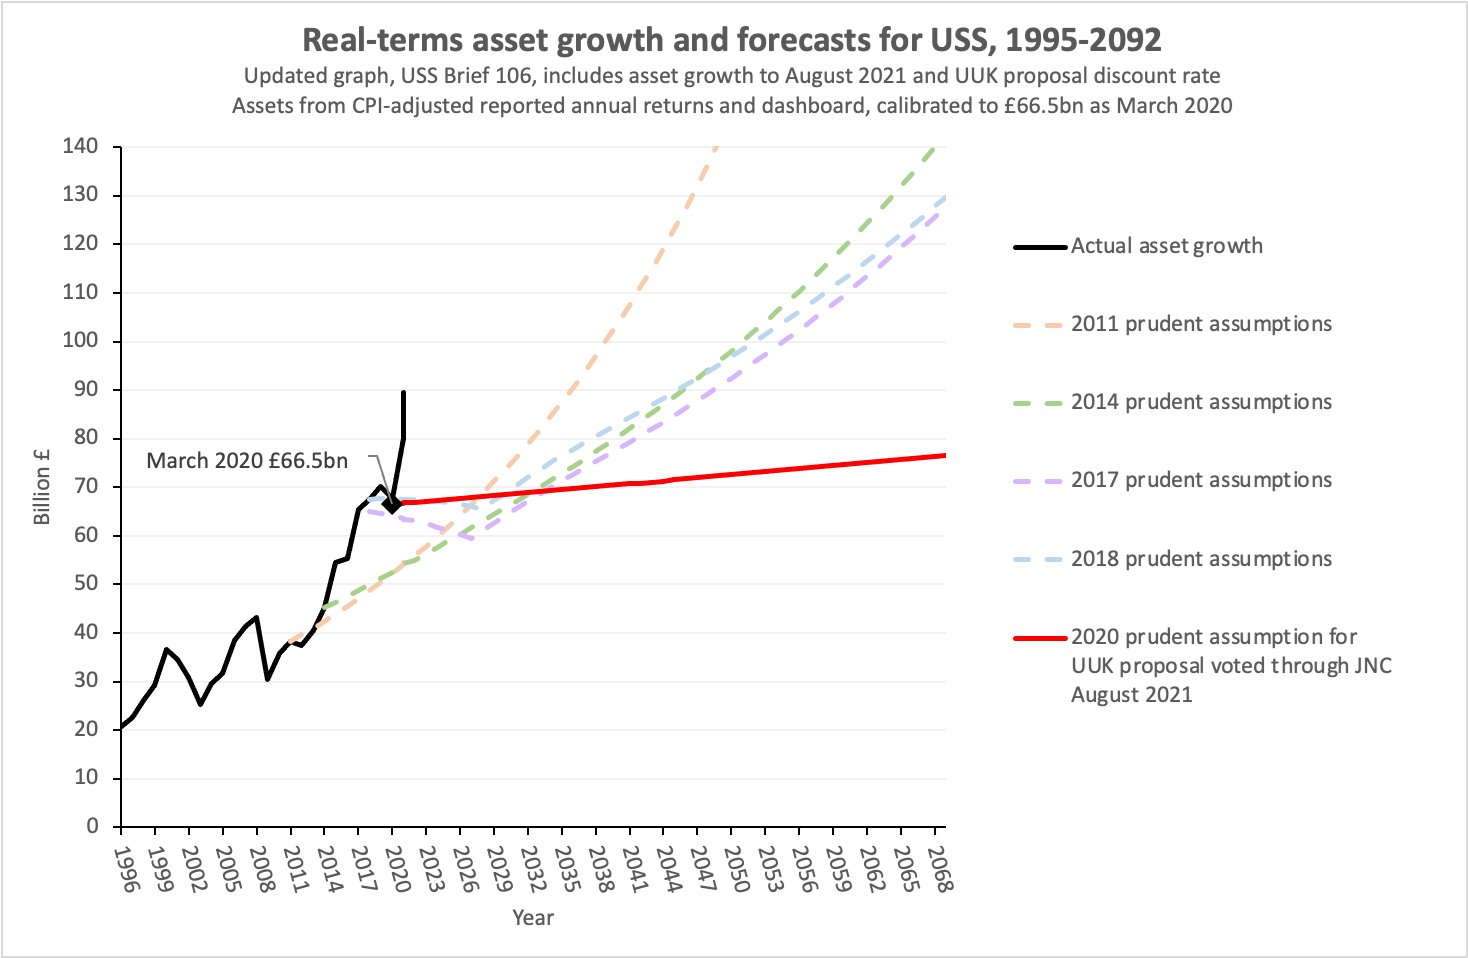 Real-terms asset growth and forecasts for USS, 1995-2092
Updated graph, USS Brief 106, includes asset growth to August 2021 and UUK proposal discount rate
Assets from CPI-adjusted reported annual returns and dashboard, calibrated to £66.5bn as March 2020
140
130
120
110
100
90
80
70
60
50
40
30
20
10
0
Billion £
March 2020 £66.5bn
1996
1999
2002
2005
2008
2011
2014
2017
2020
2023
2026
2029
2032
2035
2038
2041
2044
2047
2050
2053
2056
2059
2062
2065
2068
Year
Actual asset growth
2011 prudent assumptions
2014 prudent assumptions
2017 prudent assumptions
2018 prudent assumptions
2020 prudent assumption for
UUK proposal voted through JNC
August 2021